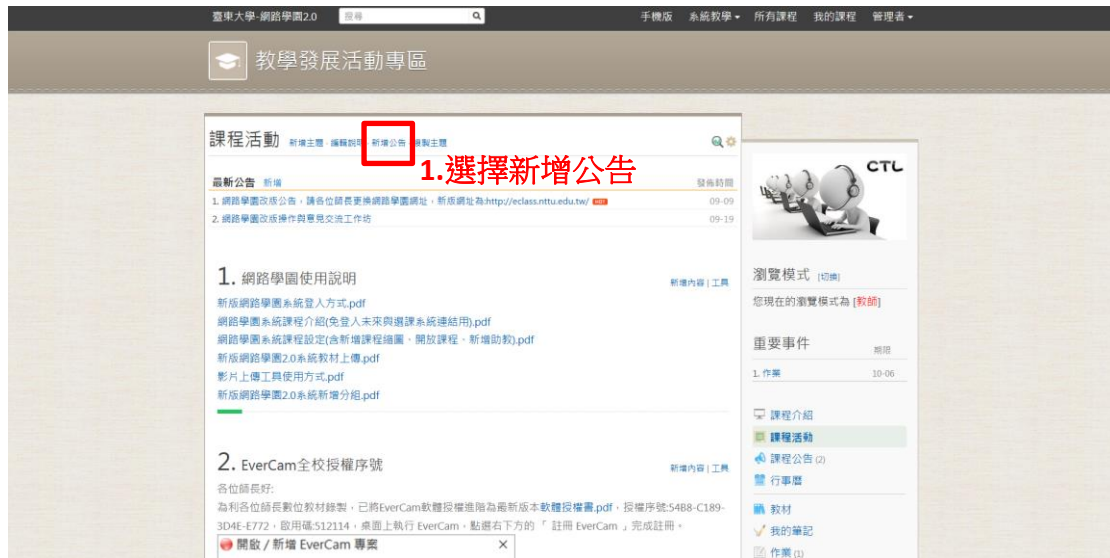 臺東大學-網路學園2.0 搜尋 手機版 系統教學 所有課程 我的課程 管理者
教學發展活動專區
課程活動 新增主題 · 編輯說明 · 新增公告 · 複製主題
1.選擇新增公告
最新公告 新增 發佈時間
1. 網路學園改版公告,請各位師長更換網路學園網址,新版網址為:http://eclass.nttu.edu.tw/ HOT 09-09
2. 網路學園改版操作與意見交流工作坊 09-19
1. 網路學園使用說明 新增內容 | 工具
新版網路學園系統登入方式.pdf
網路學園系統課程介紹(免登入未來與選課系統連結用).pdf
網路學園系統課程設定(含新增課程縮圖、開放課程、新增助教).pdf
新版網路學園2.0系統教材上傳.pdf
影片上傳工具使用方式.pdf
新版網路學園2.0系統新增分組.pdf
2. EverCam全校授權序號 新增內容 | 工具
各位師長好:
為利各位師長數位教材錄製,已將EverCam軟體授權進階為最新版本軟體授權書.pdf,授權序號:54B8-C189-
3D4E-E772,啟用碼:512114,桌面上執行 EverCam,點選右下方的「 註冊 EverCam 」完成註冊。
開啟 / 新增 EverCam 專案
CTL
瀏覽模式 [切換]
您現在的瀏覽模式為 [教師]
重要事件 期限
1. 作業 10-06
課程介紹
課程活動
課程公告 (2)
行事曆
教材
我的筆記
作業 (1)